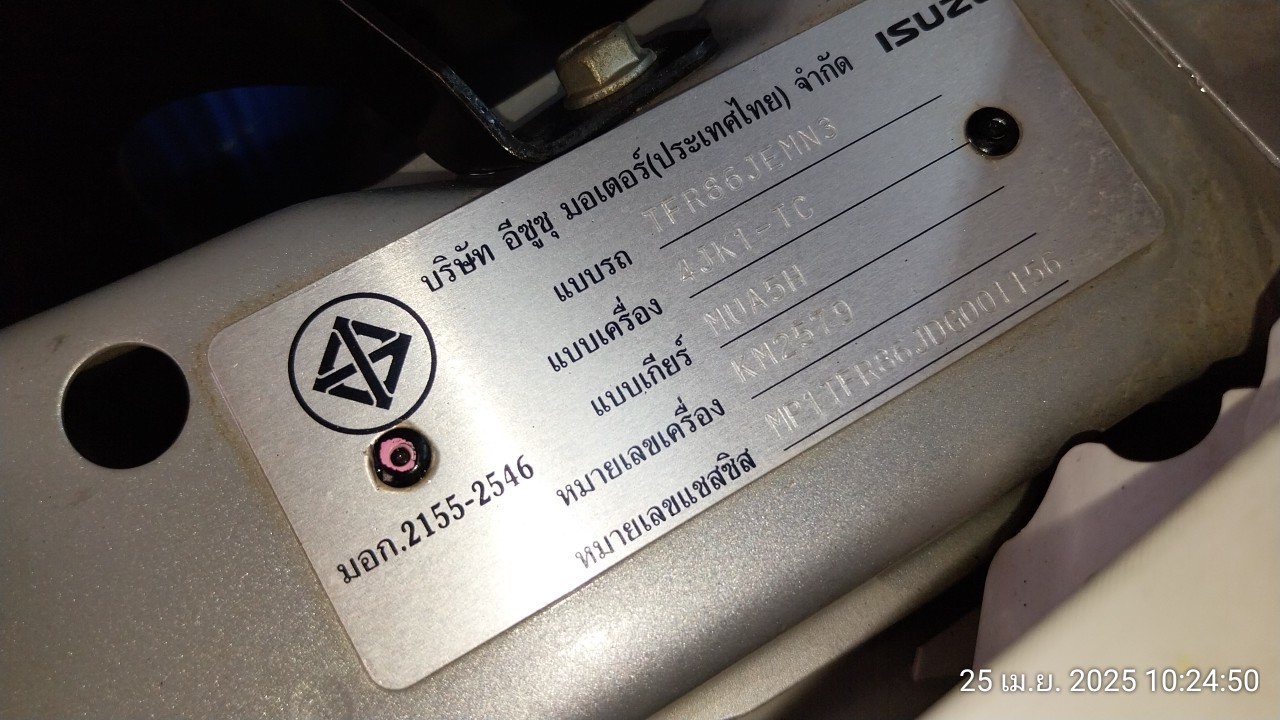 ISUZU
บริษัท อีซูซุ มอเตอร์(ประเทศไทย) จำกัด
แบบรถ TFR86JEMN3
แบบเครื่อง 4JK1-TC
แบบเกียร์ MUA5H
หมายเลขเครื่อง KM2579
หมายเลขแชสซิส MP1TFR86JDG001156
มอก.2155-2546
25 เม.ย. 2025 10:24:50